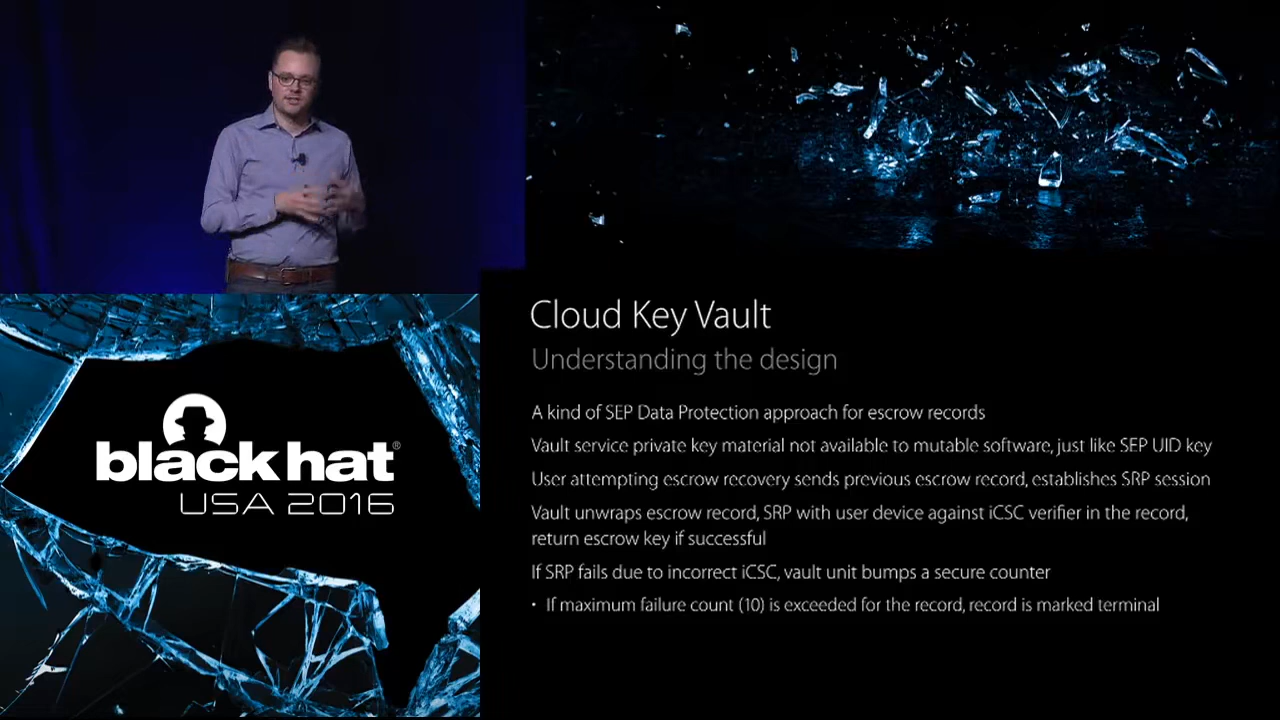 Cloud Key Vault
Understanding the design
A kind of SEP Data Protection approach for escrow records
Vault service private key material not available to mutable software, just like SEP UID key
User attempting escrow recovery sends previous escrow record, establishes SRP session
Vault unwraps escrow record, SRP with user device against iCSC verifier in the record,
return escrow key if successful
If SRP fails due to incorrect iCSC, vault unit bumps a secure counter
• If maximum failure count (10) is exceeded for the record, record is marked terminal
black hat®
USA 2016